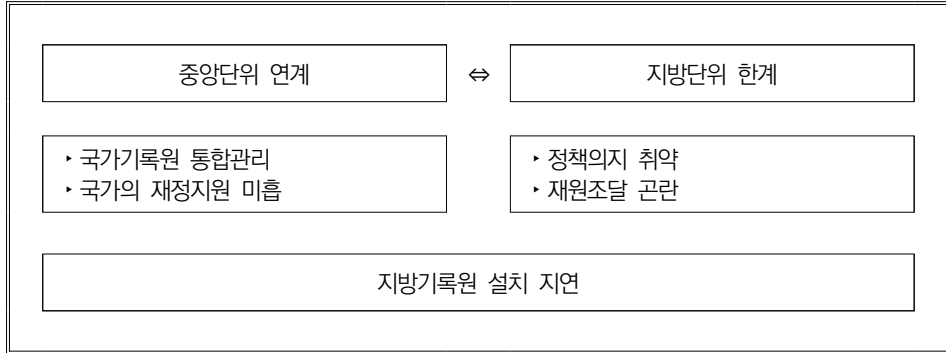 중앙단위 연계 ⇔ 지방단위 한계
‣국가기록원 통합관리
‣국가의 재정지원 미흡
‣정책의지 취약
‣재원조달 곤란
지방기록원 설치 지연